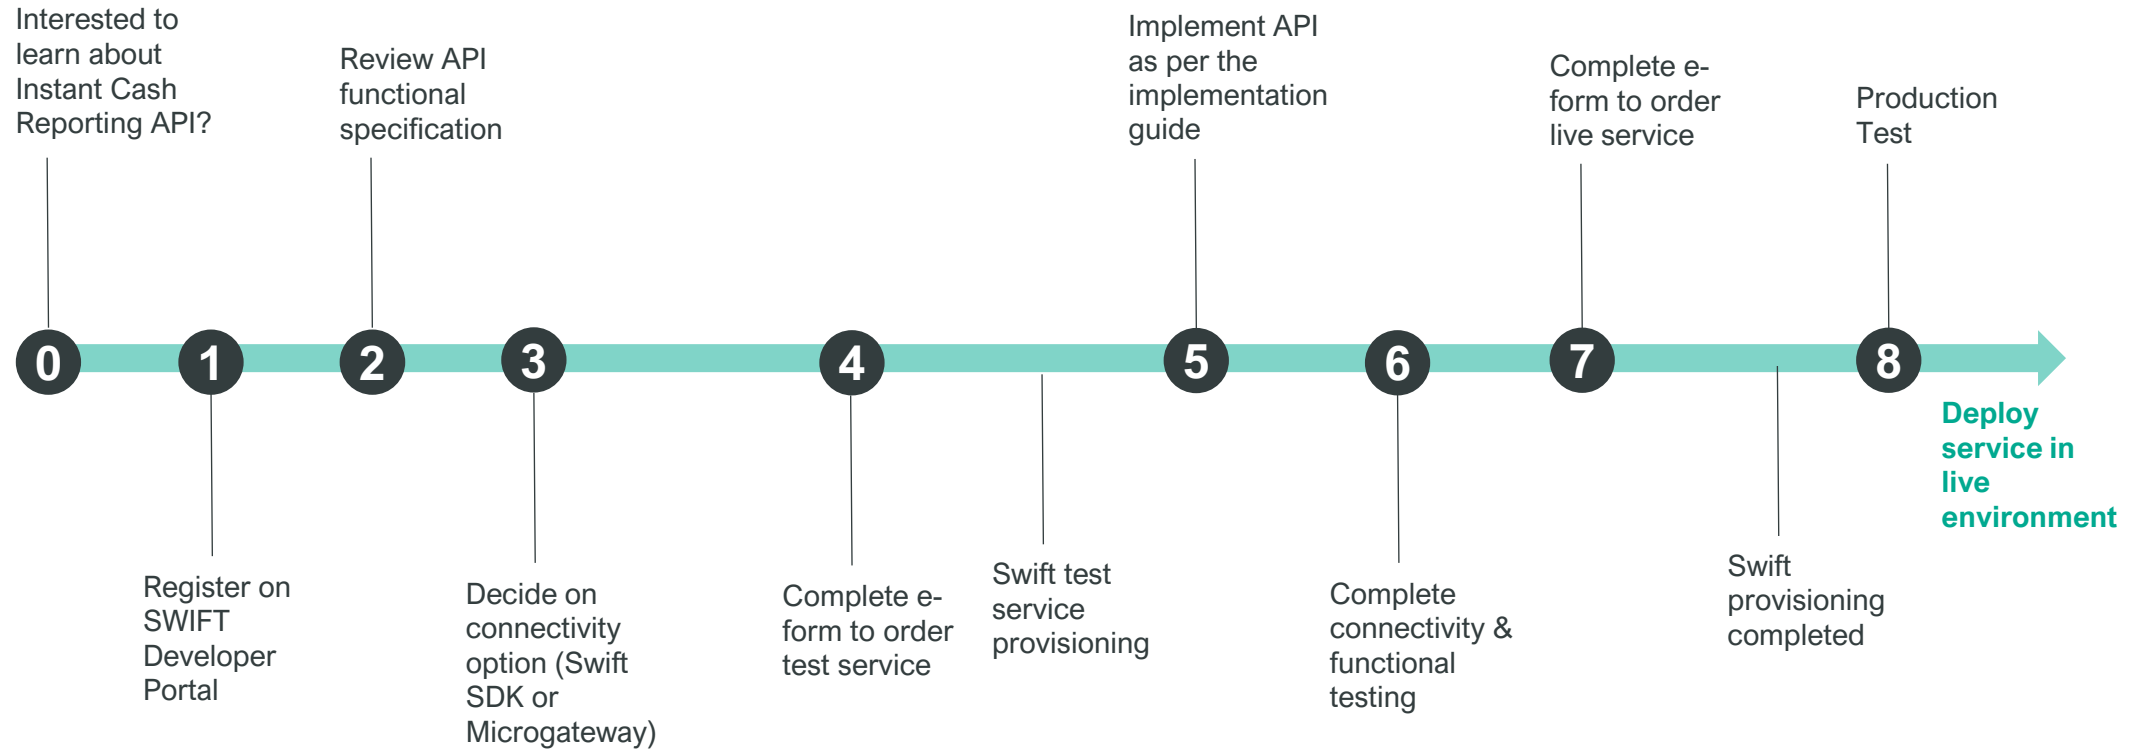 Interested to
learn about
Instant Cash
Reporting API?
Review API
functional
specification
Implement API
as per the
implementation
guide
Complete e-
form to order
live service
Production
Test
0
1
2
3
4
5
6
7
8
Deploy
service in
live
environment
Register on
SWIFT
Developer
Portal
Decide on
connectivity
option (Swift
SDK or
Microgateway)
Complete e-
form to order
test service
Swift test
service
provisioning
Complete
connectivity &
functional
testing
Swift
provisioning
completed